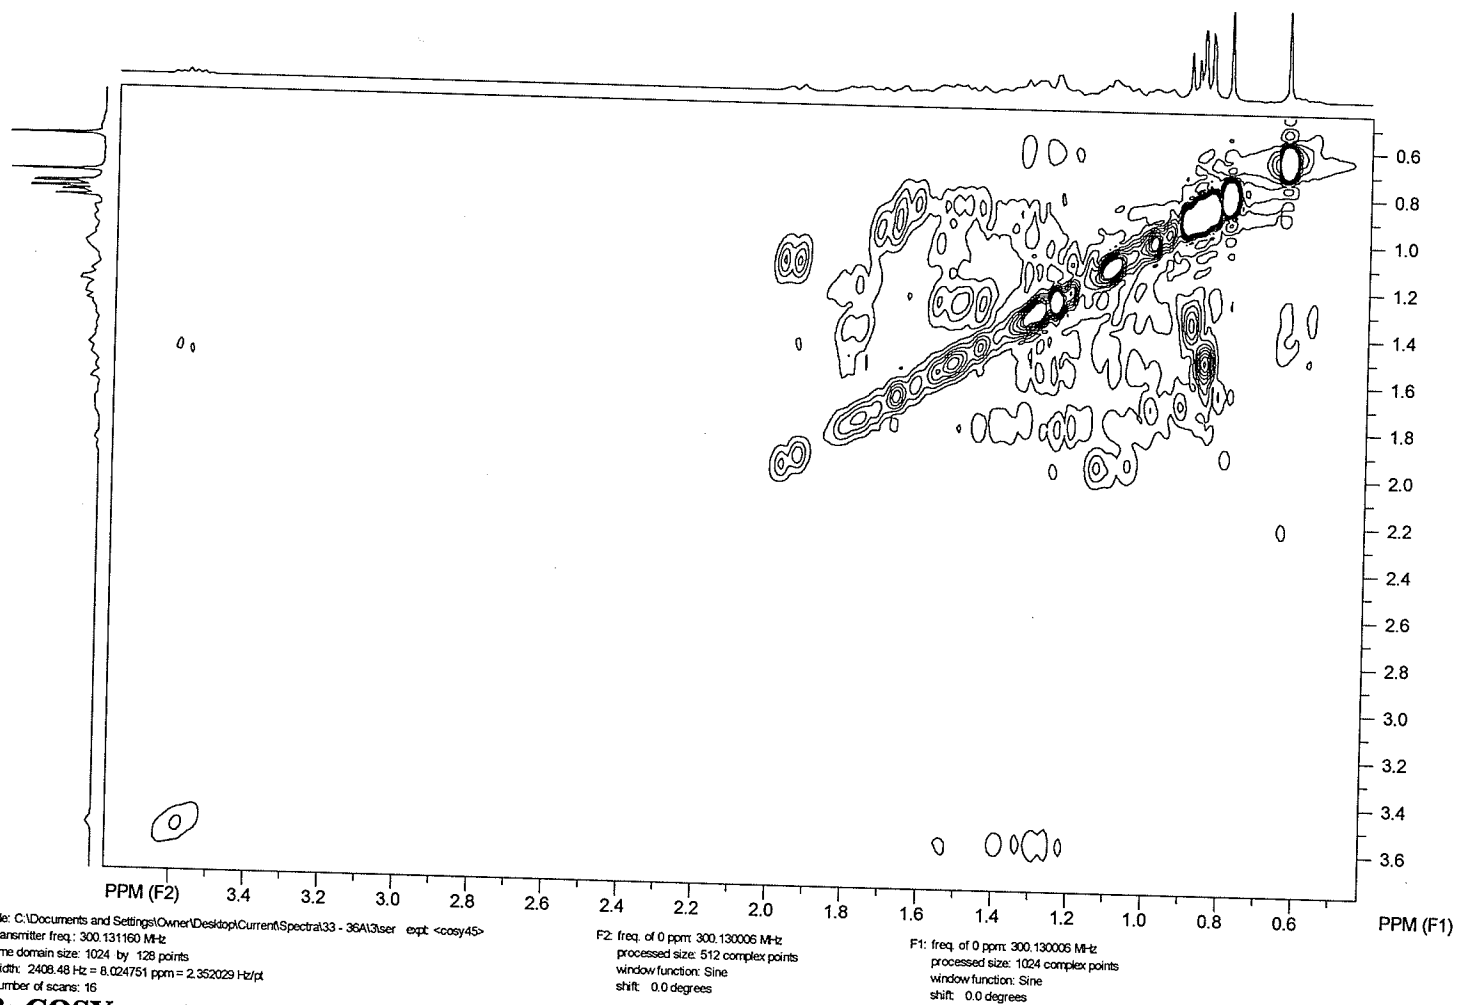 0.6
0.8
1.0
1.2
1.4
1.6
1.8
2.0
2.2
2.4
2.6
2.8
3.0
3.2
3.4
3.6
PPM (F2) 3.4 3.2 3.0 2.8 2.6 2.4 2.2 2.0 1.8 1.6 1.4 1.2 1.0 0.8 0.6 PPM (F1)
le: C:\Documents and Settings\Owner\Desktop\Current\Spectra\33 - 36A\3\ser expt: <cosy45>
ansmitter freq.: 300.131160 MHz
me domain size: 1024 by 128 points
idth: 2408.48 Hz = 8.024751 ppm = 2.352029 Hz/pt
umber of scans: 16
F2: freq. of 0 ppm: 300.130006 MHz
processed size: 512 complex points
window function: Sine
shift: 0.0 degrees
F1: freq. of 0 ppm: 300.130006 MHz
processed size: 1024 complex points
window function: Sine
shift: 0.0 degrees